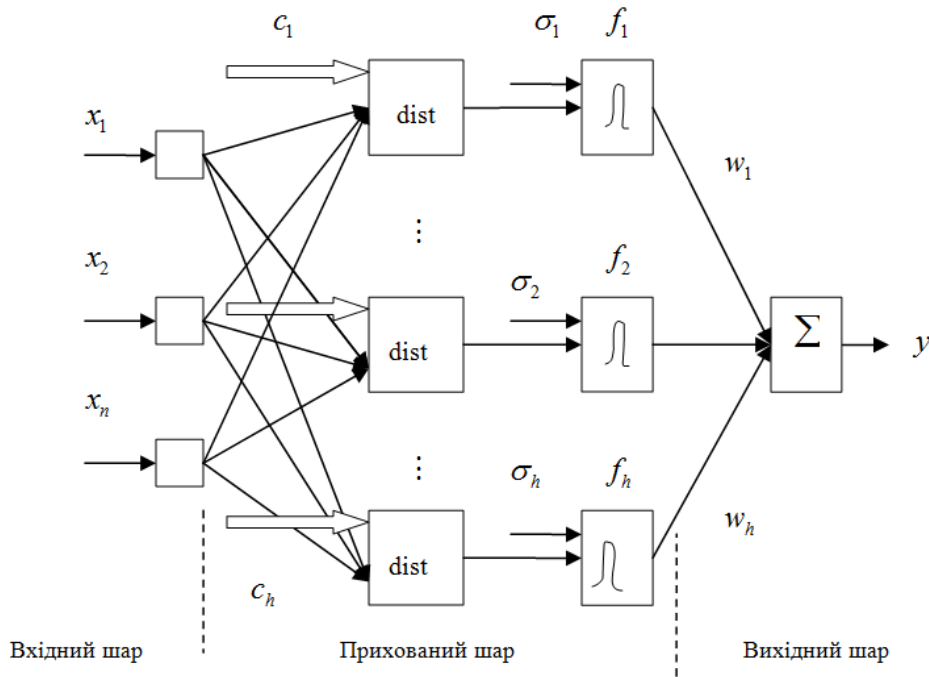 c₁ σ₁ f₁
x₁ dist
w₁
⋮
x₂ σ₂ f₂
dist Σ y
xₙ
⋮ σₕ fₕ
dist wₕ
cₕ
Вхідний шар Прихований шар Вихідний шар